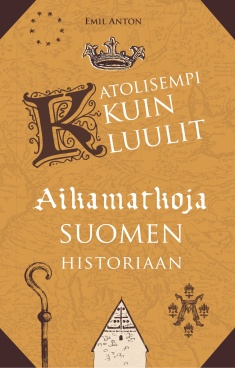 EMIL ANTON
KATOLISEMPI
KUIN
LUULIT
Aikamatkoja
SUOMEN
HISTORIAAN